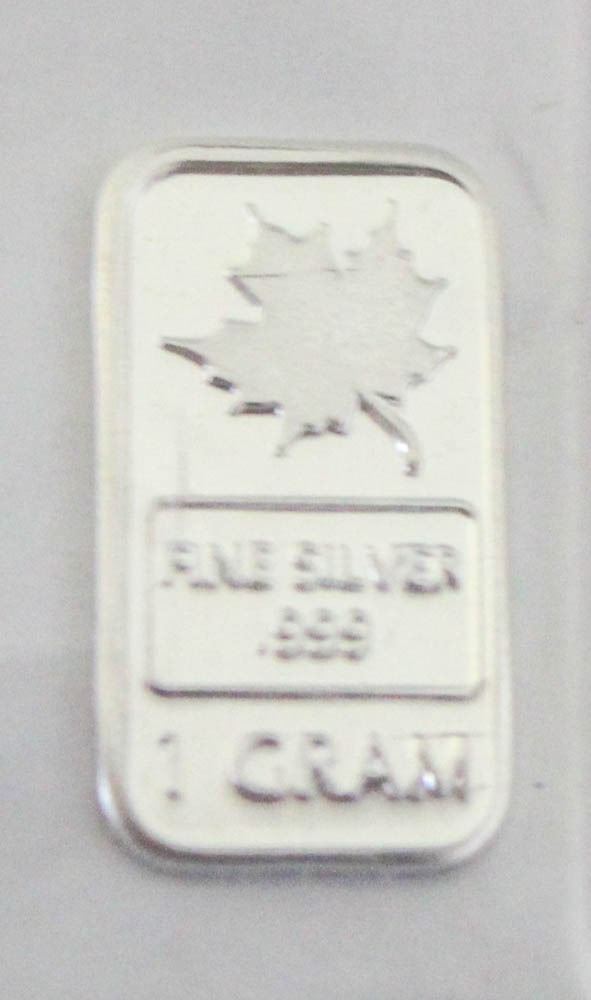 FINE SILVER
.999
1 GRAM